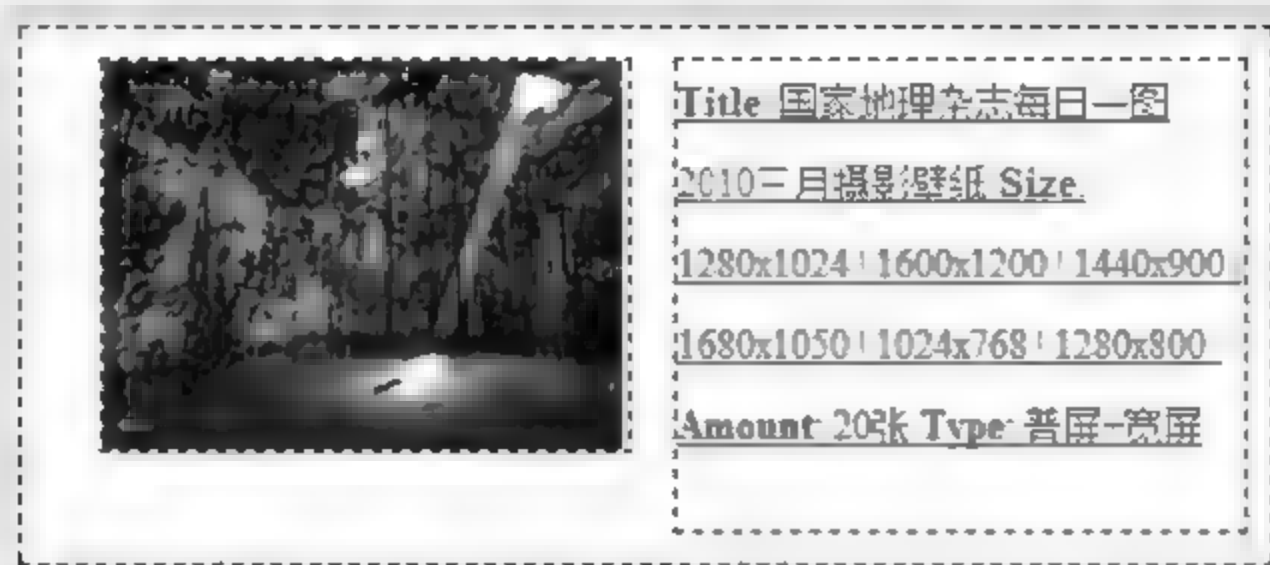 Title 国家地理杂志每日一图
2010三月摄影壁纸 Size
1280x1024 | 1600x1200 | 1440x900
1680x1050 | 1024x768 | 1280x800
Amount 20张 Type 普屏-宽屏